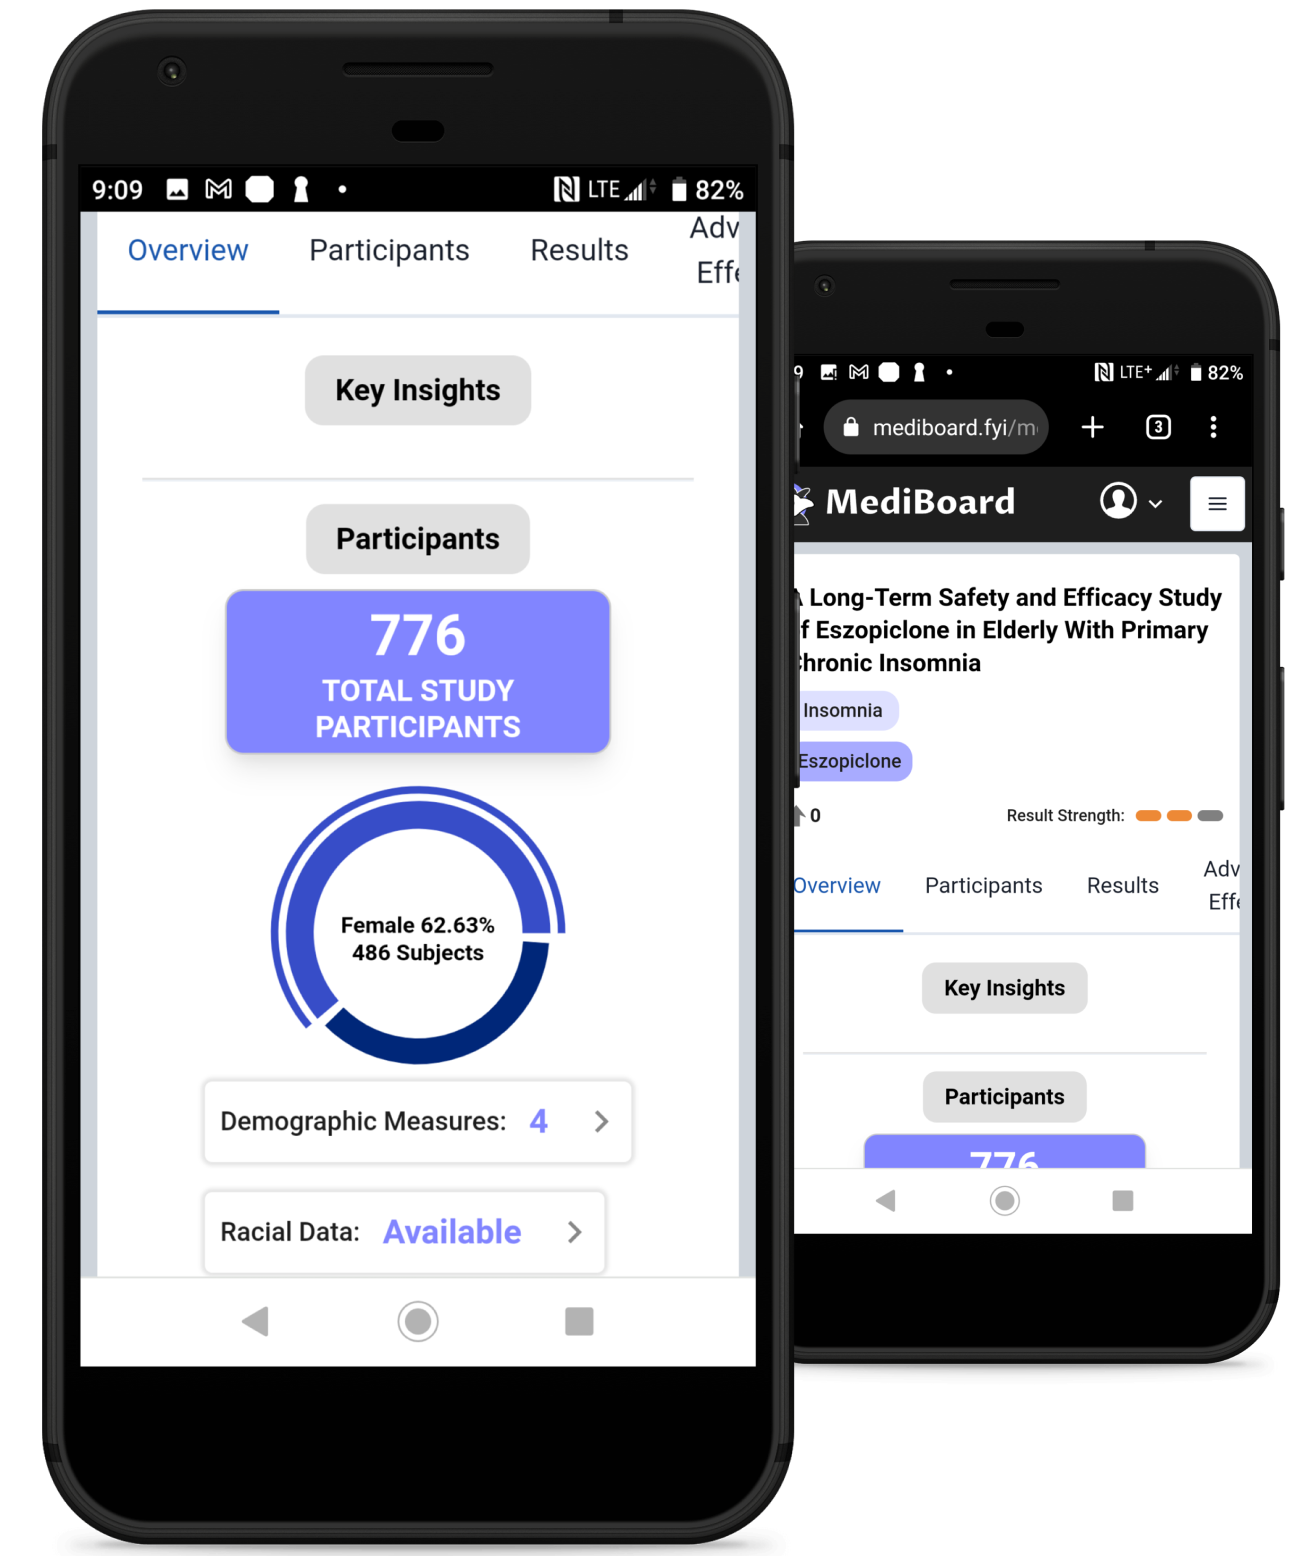 9:09 LTE 82%
Overview Participants Results Adv
Effe
Key Insights
Participants
776
TOTAL STUDY
PARTICIPANTS
Female 62.63%
486 Subjects
Demographic Measures: 4
Racial Data: Available
9 LTE+ 82%
mediboard.fyi/m 3
MediBoard
A Long-Term Safety and Efficacy Study
f Eszopiclone in Elderly With Primary
Chronic Insomnia
Insomnia
Eszopiclone
0 Result Strength:
Overview Participants Results Adv
Effe
Key Insights
Participants
776